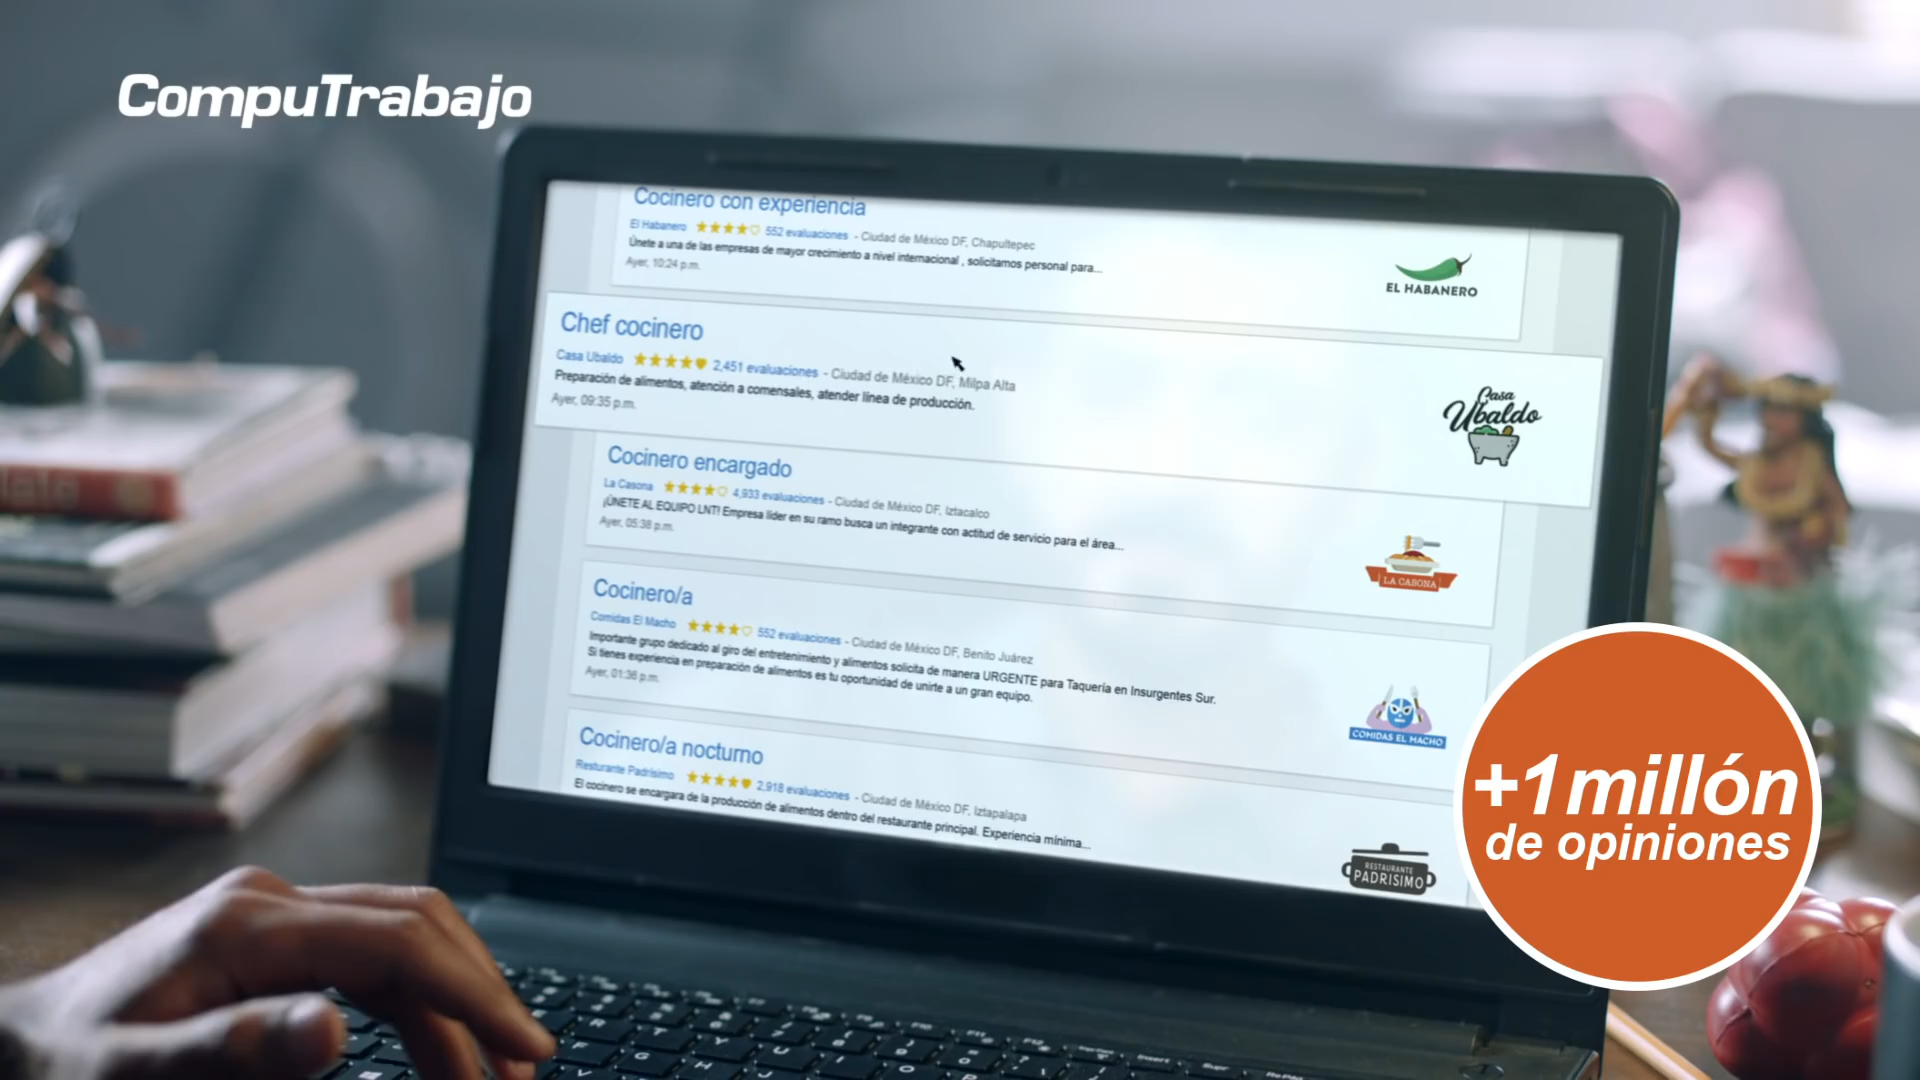 CompuTrabajo
Cocinero con experiencia
El Habanero 552 evaluaciones - Ciudad de México DF, Chapultepec
Únete a una de las empresas de mayor crecimiento a nivel internacional , solicitamos personal para...
Ayer, 10:24 p.m.
EL HABANERO
Chef cocinero
Casa Ubaldo 2,451 evaluaciones - Ciudad de México DF, Milpa Alta
Preparación de alimentos, atención a comensales, atender línea de producción.
Ayer, 09:35 p.m.
Casa
Ubaldo
Cocinero encargado
La Casona 4,933 evaluaciones - Ciudad de México DF, Iztacalco
¡ÚNETE AL EQUIPO LNT! Empresa líder en su ramo busca un integrante con actitud de servicio para el área...
Ayer, 05:38 p.m.
LA CASONA
Cocinero/a
Comidas El Macho 552 evaluaciones - Ciudad de México DF, Benito Juárez
Importante grupo dedicado al giro del entretenimiento y alimentos solicita de manera URGENTE para Taquería en Insurgentes Sur.
Si tienes experiencia en preparación de alimentos es tu oportunidad de unirte a un gran equipo.
Ayer, 01:36 p.m.
COMIDAS EL MACHO
Cocinero/a nocturno
Resturante Padrísimo 2,918 evaluaciones - Ciudad de México DF, Iztapalapa
El cocinero se encargara de la producción de alimentos dentro del restaurante principal. Experiencia mínima...
RESTAURANTE
PADRISIMO
+1 millón
de opiniones